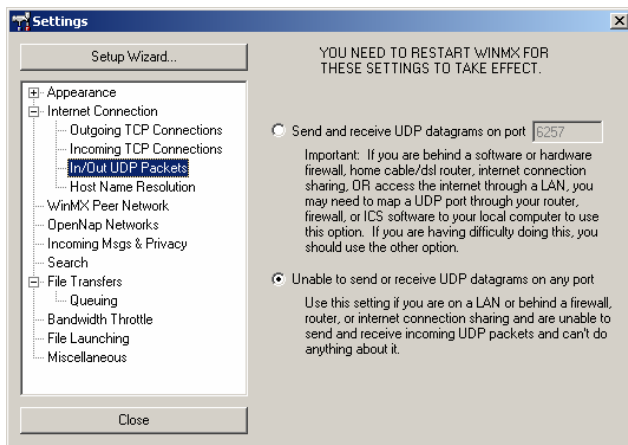 Settings
Setup Wizard...
Appearance
Internet Connection
Outgoing TCP Connections
Incoming TCP Connections
In/Out UDP Packets
Host Name Resolution
WinMX Peer Network
OpenNap Networks
Incoming Msgs & Privacy
Search
File Transfers
Queuing
Bandwidth Throttle
File Launching
Miscellaneous
Close
YOU NEED TO RESTART WINMX FOR
THESE SETTINGS TO TAKE EFFECT.
Send and receive UDP datagrams on port 6257
Important: If you are behind a software or hardware
firewall, home cable/dsl router, internet connection
sharing, OR access the internet through a LAN, you
may need to map a UDP port through your router,
firewall, or ICS software to your local computer to use
this option. If you are having difficulty doing this, you
should use the other option.
Unable to send or receive UDP datagrams on any port
Use this setting if you are on a LAN or behind a firewall,
router, or internet connection sharing and are unable to
send and receive incoming UDP packets and can't do
anything about it.